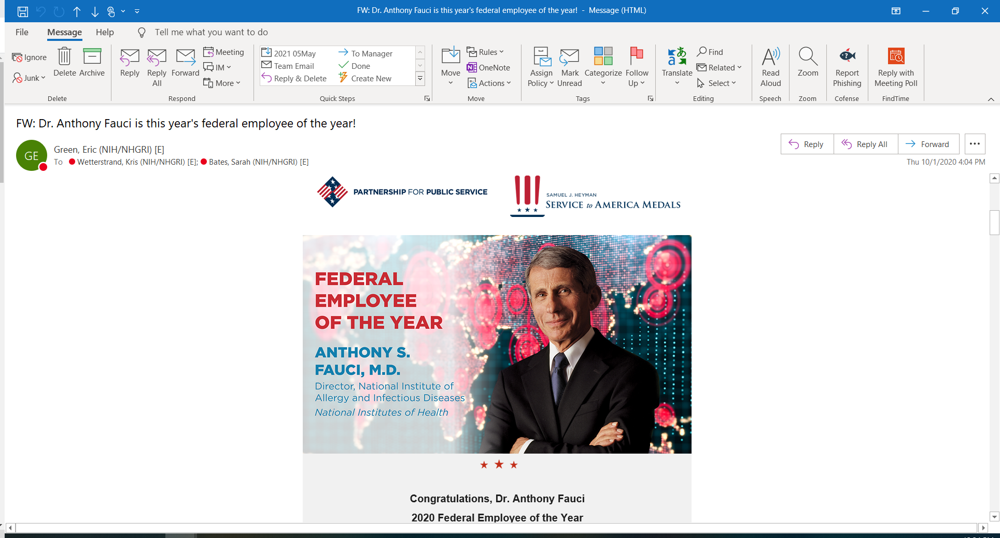 FW: Dr. Anthony Fauci is this year's federal employee of the year! - Message (HTML)
File Message Help Tell me what you want to do
Ignore
Junk
Delete
Archive
Delete
Reply
Reply All
Forward
Meeting
IM
More
Respond
2021 05May
To Manager
Team Email
Done
Reply & Delete
Create New
Quick Steps
Move
Rules
OneNote
Actions
Move
Assign Policy
Mark Unread
Categorize
Follow Up
Tags
Translate
Find
Related
Select
Editing
Read Aloud
Speech
Zoom
Zoom
Report Phishing
Cofense
Reply with Meeting Poll
FindTime
FW: Dr. Anthony Fauci is this year's federal employee of the year!
GE
Green, Eric (NIH/NHGRI) [E]
To Wetterstrand, Kris (NIH/NHGRI) [E]; Bates, Sarah (NIH/NHGRI) [E]
Reply Reply All Forward
Thu 10/1/2020 4:04 PM
PARTNERSHIP FOR PUBLIC SERVICE
SAMUEL J. HEYMAN
SERVICE to AMERICA MEDALS
FEDERAL
EMPLOYEE
OF THE YEAR
ANTHONY S.
FAUCI, M.D.
Director, National Institute of
Allergy and Infectious Diseases
National Institutes of Health
Congratulations, Dr. Anthony Fauci
2020 Federal Employee of the Year